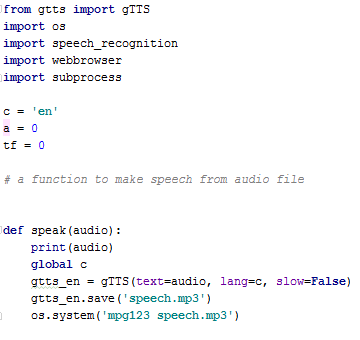 from gtts import gTTS
import os
import speech_recognition
import webbrowser
import subprocess
c = 'en'
a = 0
tf = 0
# a function to make speech from audio file
def speak(audio):
    print(audio)
    global c
    gtts_en = gTTS(text=audio, lang=c, slow=False)
    gtts_en.save('speech.mp3')
    os.system('mpg123 speech.mp3')